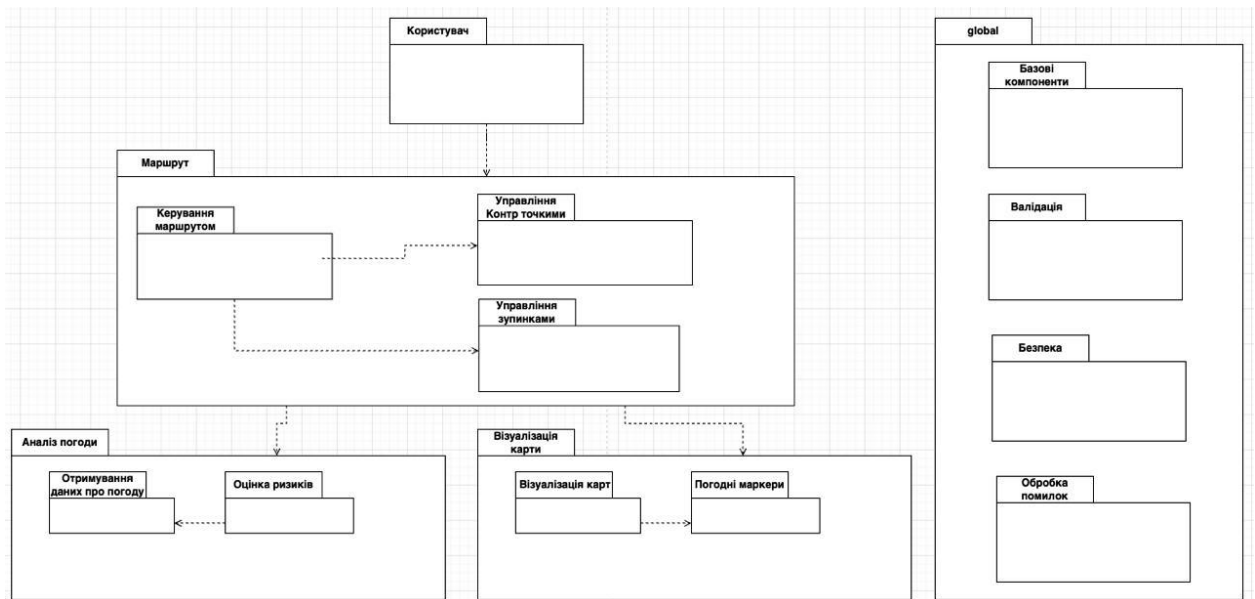 Користувач
global
Базові
компоненти
Маршрут
Керування
маршрутом
Управління
Контр точкими
Валідація
Управління
зупинками
Безпека
Аналіз погоди
Візуалізація
карти
Отримування
даних про погоду
Оцінка ризиків
Візуалізація карт
Погодні маркери
Обробка
помилок